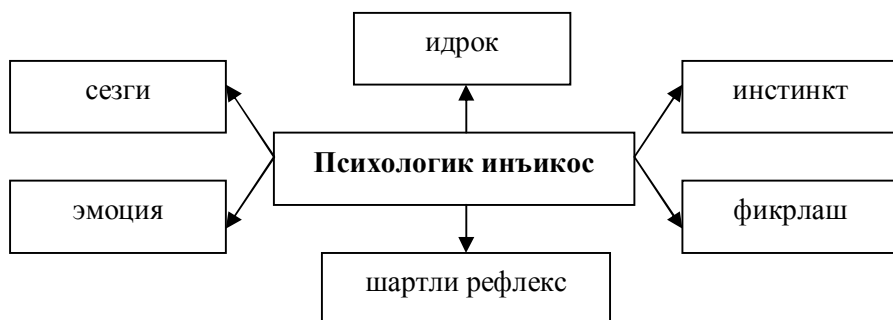 идрок
сезги
инстинкт
Психологик инъикос
эмоция
фикрлаш
шартли рефлекс